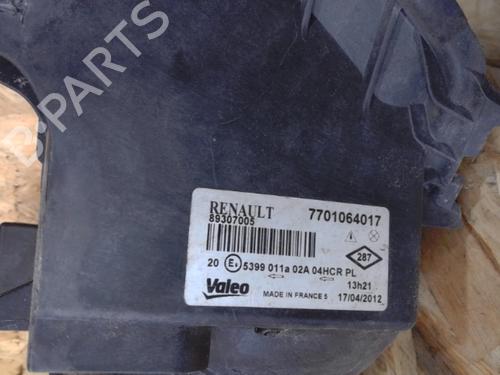 B-PARTS
RENAULT 7701064017
89307005
287
20 E1 5399 011a 02A 04HCR PL
13h21
Valeo MADE IN FRANCE 5 17/04/2012